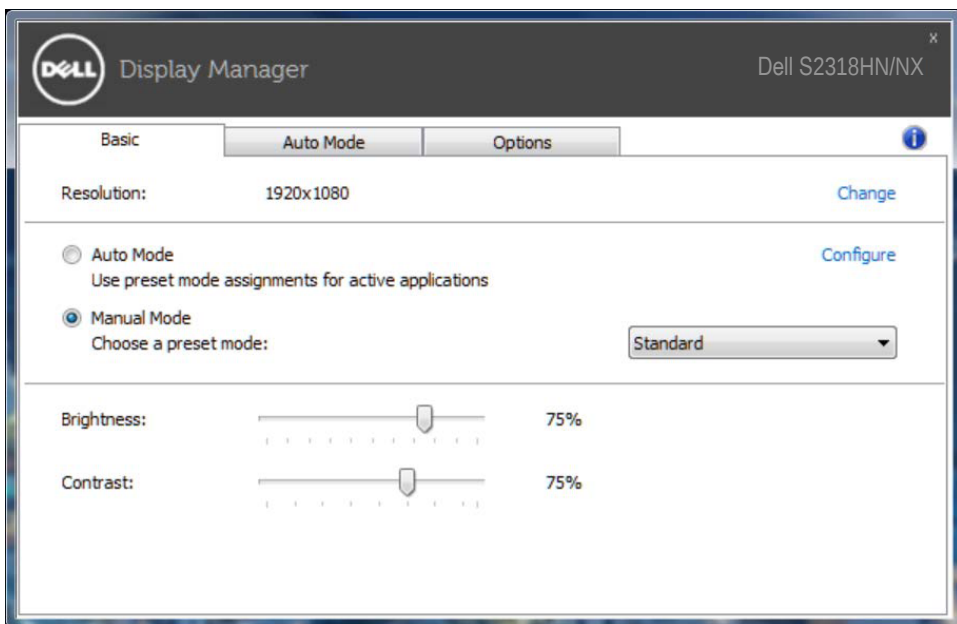 x
DELL Display Manager Dell S2318HN/NX
Basic Auto Mode Options i
Resolution: 1920x1080 Change
Auto Mode Configure
Use preset mode assignments for active applications
Manual Mode
Choose a preset mode: Standard
Brightness: 75%
Contrast: 75%